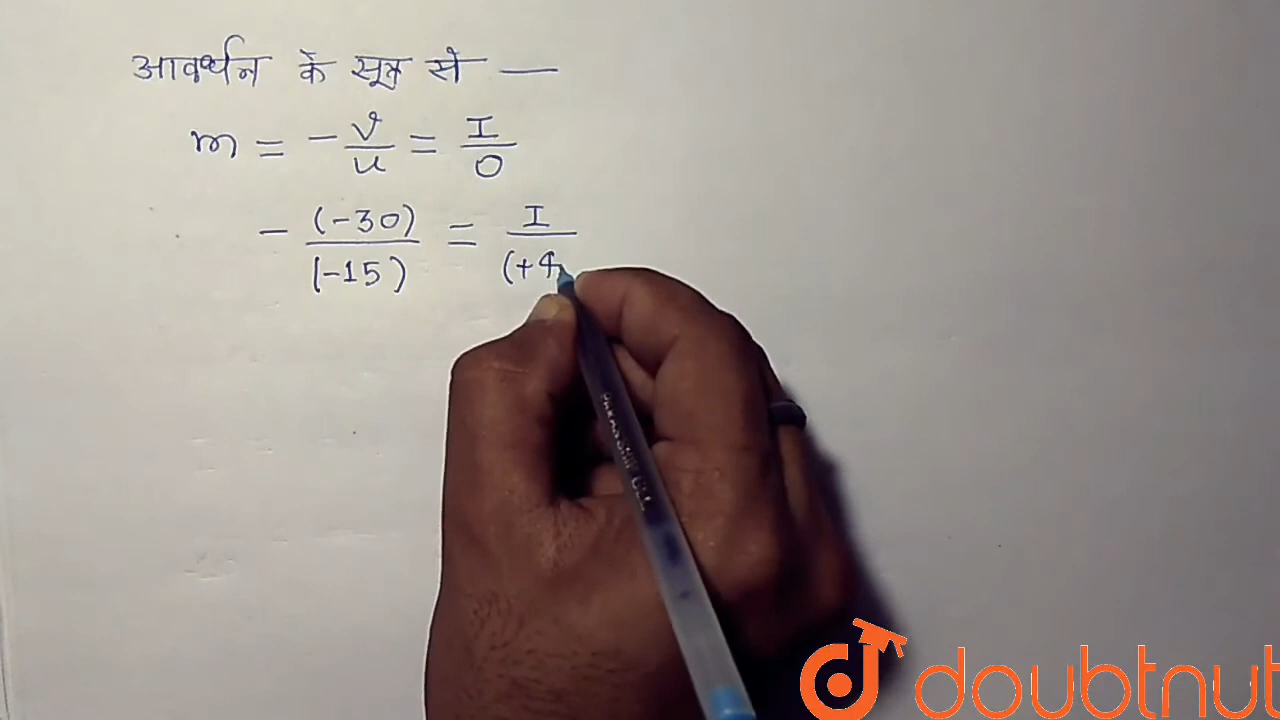 आवर्धन के सूत्र से —
m = - v/u = I/O
- (-30)/(-15) = I/(+4
doubtnut